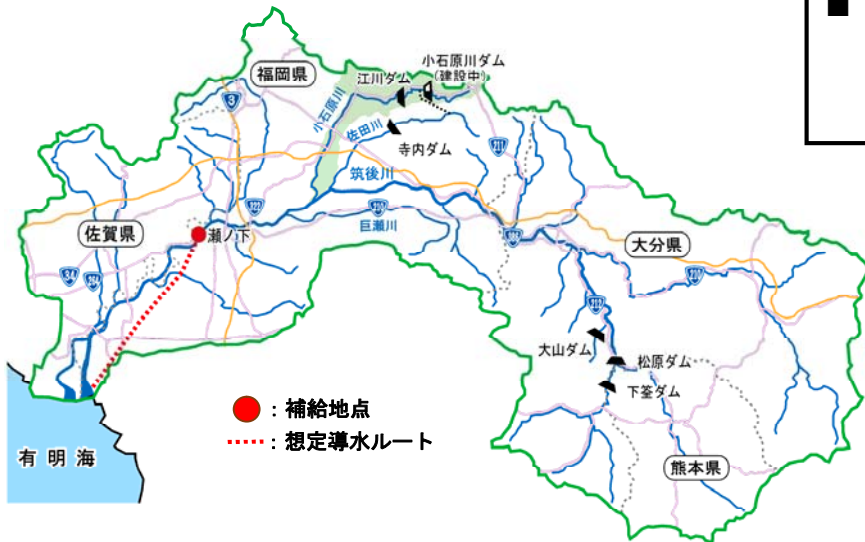 福岡県
江川ダム
小石原川ダム
(建設中)
小石原川
佐田川
寺内ダム
3
211
筑後川
322
210
巨瀬川
佐賀県
瀬ノ下
大分県
34
264
386
210
212
大山ダム
松原ダム
下筌ダム
：補給地点
：想定導水ルート
有明海
熊本県